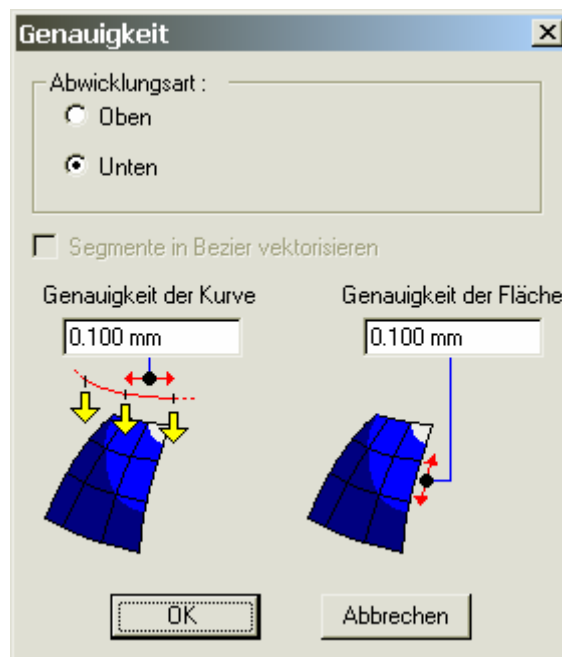 Genauigkeit
Abwicklungsart :
Oben
Unten
Segmente in Bezier vektorisieren
Genauigkeit der Kurve
Genauigkeit der Fläche
0.100 mm
0.100 mm
OK
Abbrechen